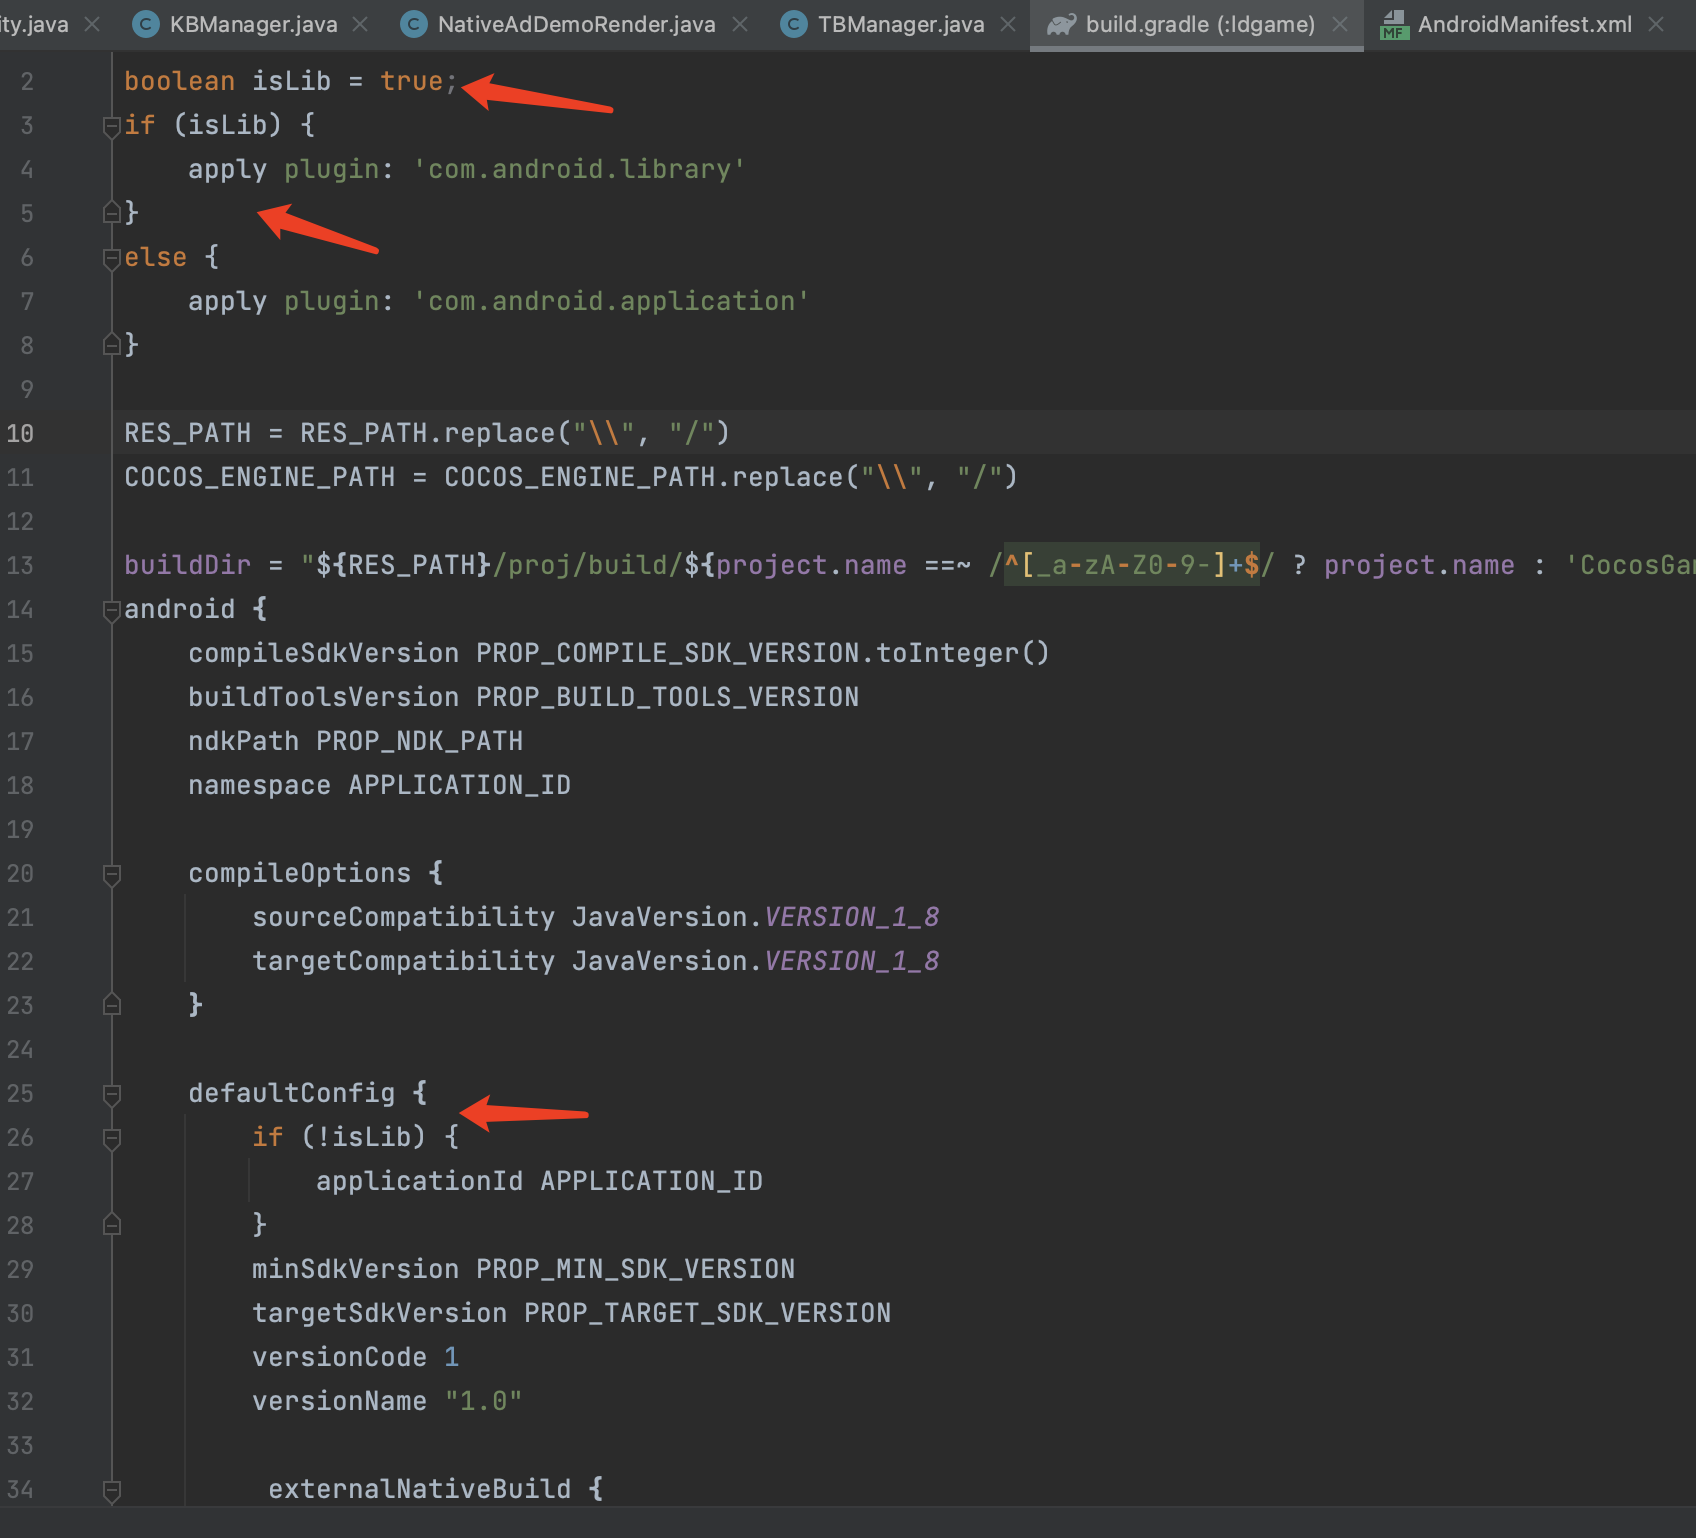 ity.java
KBManager.java
NativeAdDemoRender.java
TBManager.java
build.gradle (:ldgame)
AndroidManifest.xml
2 boolean isLib = true;
3 if (isLib) {
4 apply plugin: 'com.android.library'
5 }
6 else {
7 apply plugin: 'com.android.application'
8 }
9
10 RES_PATH = RES_PATH.replace("\\", "/")
11 COCOS_ENGINE_PATH = COCOS_ENGINE_PATH.replace("\\", "/")
12
13 buildDir = "${RES_PATH}/proj/build/${project.name ==~ /^[_a-zA-Z0-9-]+$/ ? project.name : 'CocosGa
14 android {
15 compileSdkVersion PROP_COMPILE_SDK_VERSION.toInteger()
16 buildToolsVersion PROP_BUILD_TOOLS_VERSION
17 ndkPath PROP_NDK_PATH
18 namespace APPLICATION_ID
19
20 compileOptions {
21 sourceCompatibility JavaVersion.VERSION_1_8
22 targetCompatibility JavaVersion.VERSION_1_8
23 }
24
25 defaultConfig {
26 if (!isLib) {
27 applicationId APPLICATION_ID
28 }
29 minSdkVersion PROP_MIN_SDK_VERSION
30 targetSdkVersion PROP_TARGET_SDK_VERSION
31 versionCode 1
32 versionName "1.0"
33
34 externalNativeBuild {